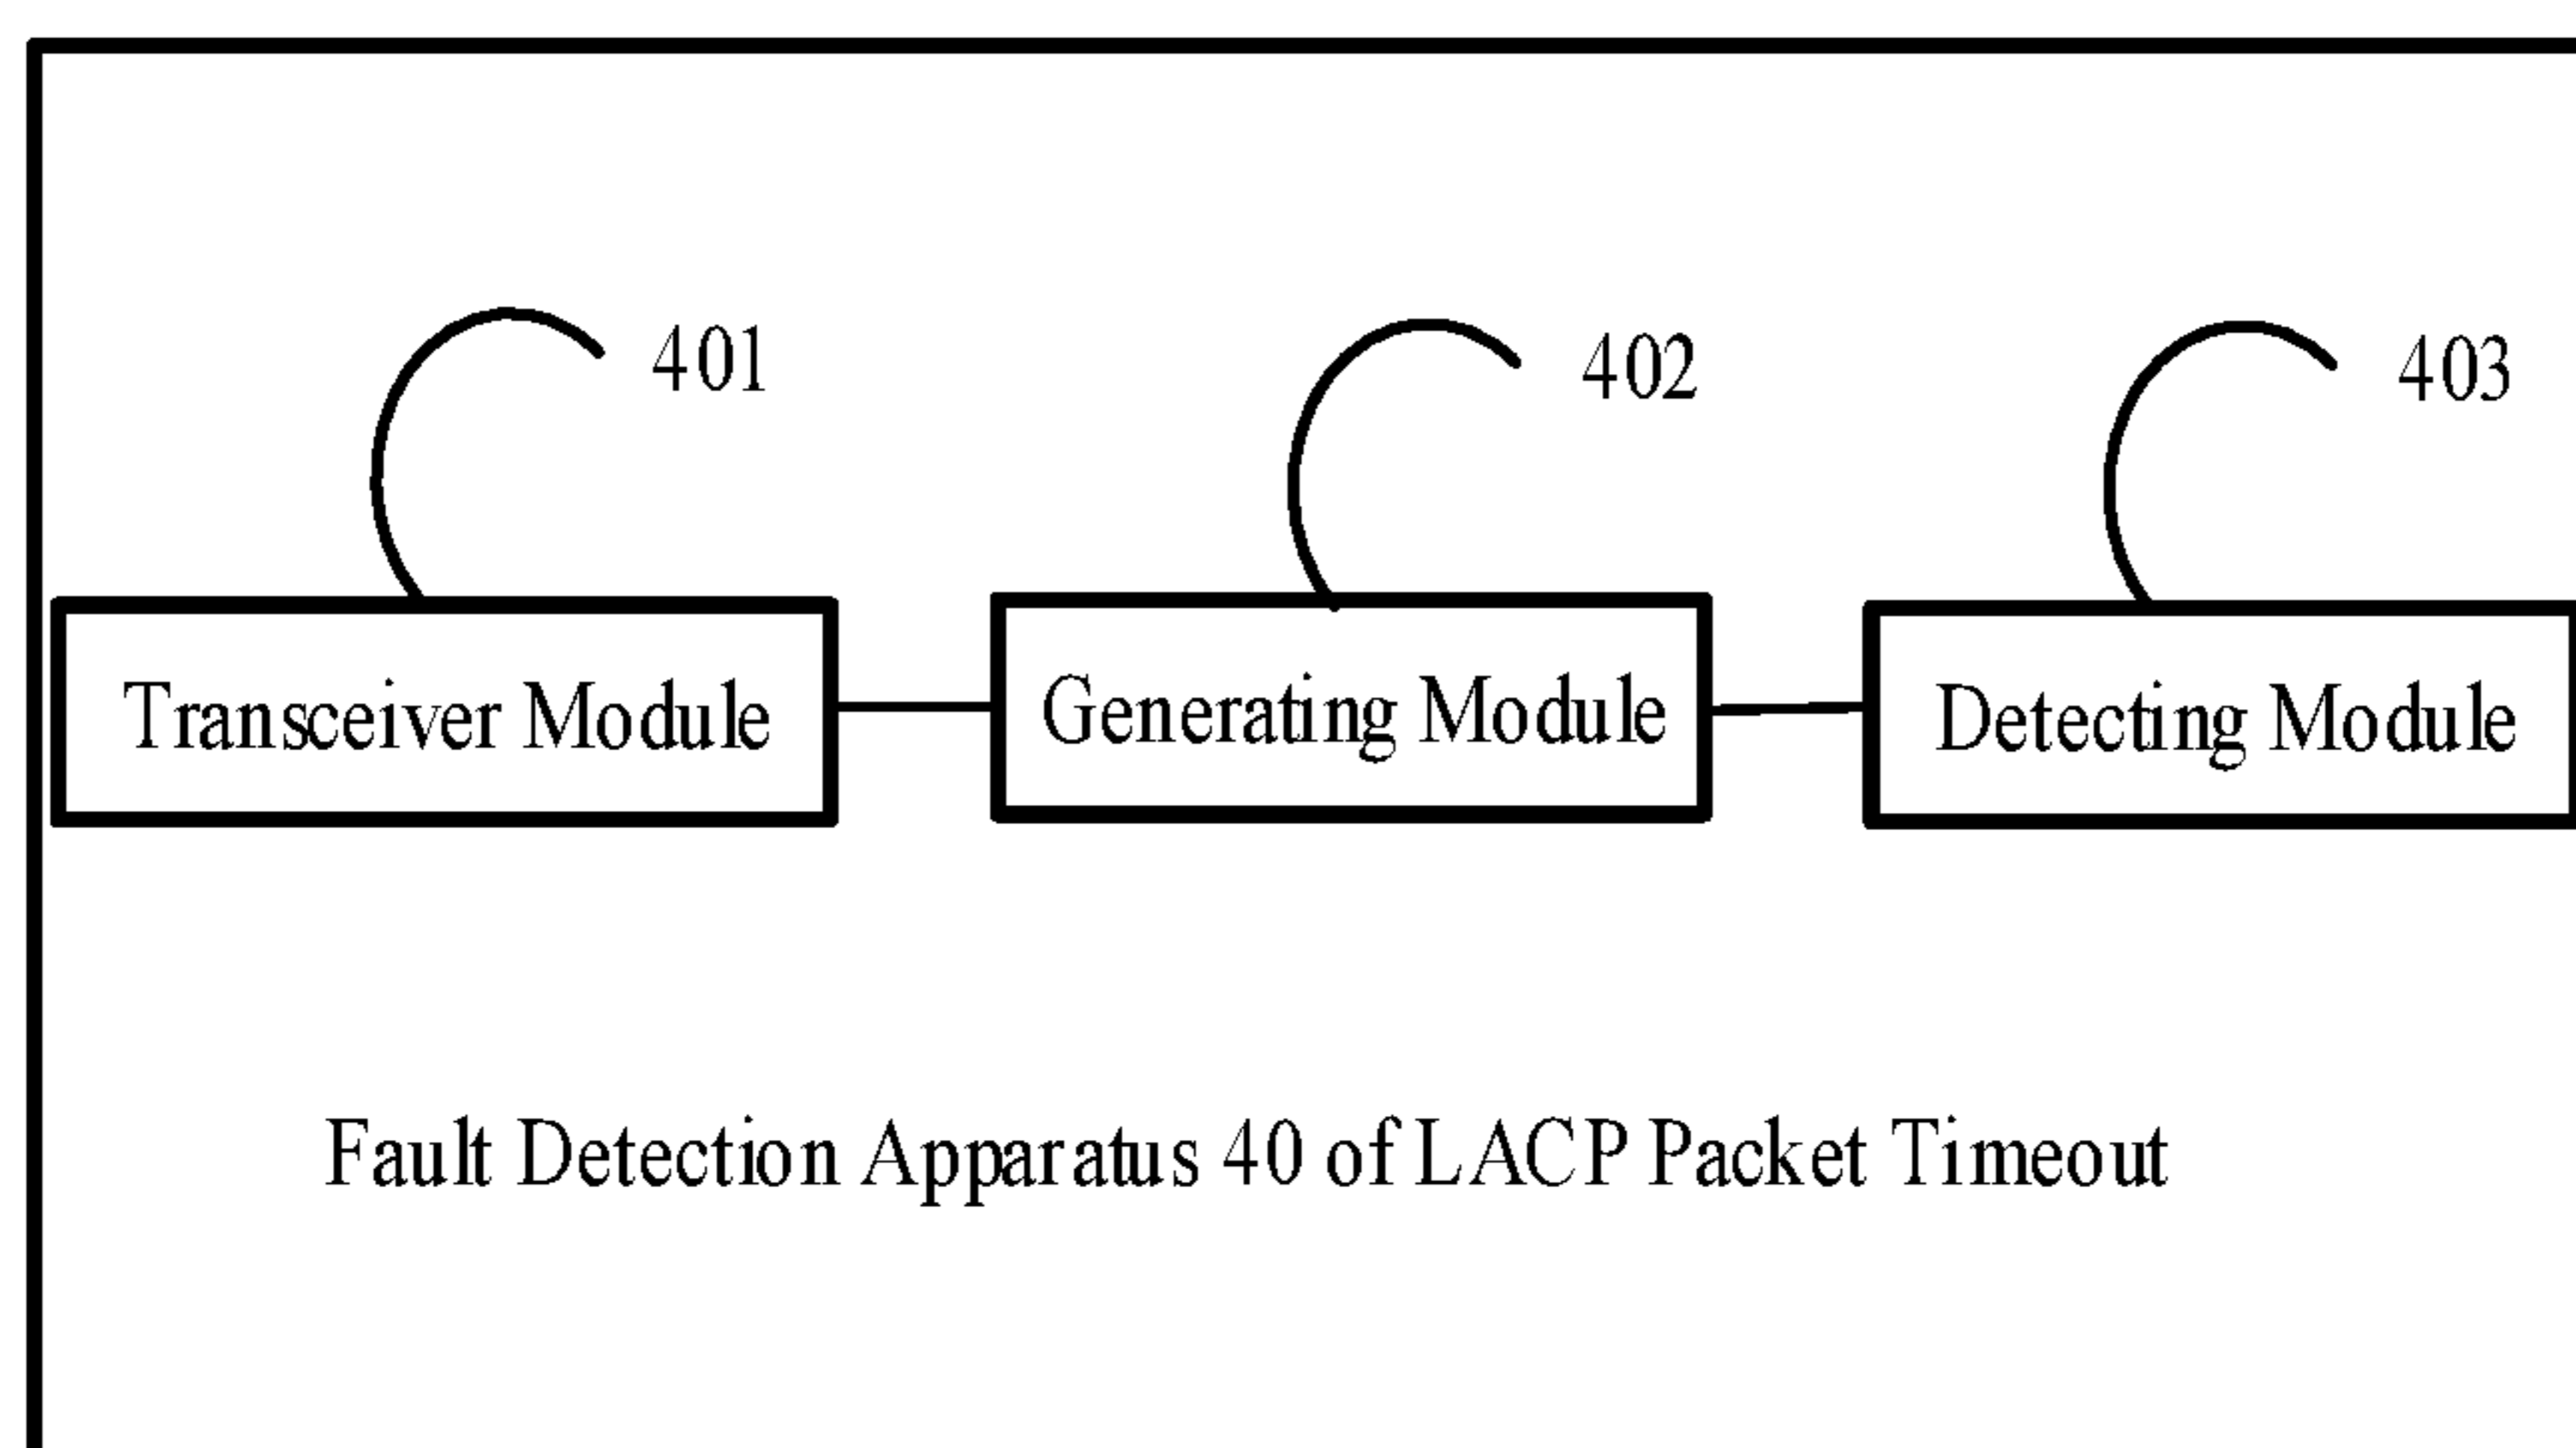 401
402
403
Transceiver Module
Generating Module
Detecting Module
Fault Detection Apparatus 40 of LACP Packet Timeout